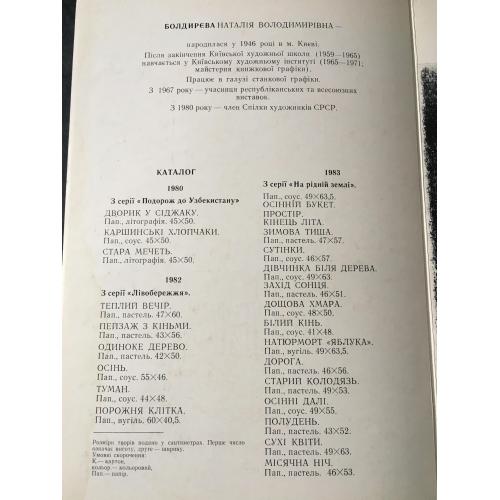 БОЛДИРЄВА НАТАЛІЯ ВОЛОДИМИРІВНА —
народилася у 1946 році в м. Києві.
Після закінчення Київської художньої школи (1959—1965)
навчається у Київському художньому інституті (1965—1971;
майстерня книжкової графіки).
Працює в галузі станкової графіки.
З 1967 року — учасниця республіканських та всесоюзних
виставок.
З 1980 року — член Спілки художників СРСР.
КАТАЛОГ
1980
З серії «Подорож до Узбекистану»
ДВОРИК У СІДЖАКУ.
Пап., літографія. 45×50.
КАРШИНСЬКІ ХЛОПЧАКИ.
Пап., соус. 45×50.
СТАРА МЕЧЕТЬ.
Пап., літографія. 45×50.
1982
З серії «Лівобережжя».
ТЕПЛИЙ ВЕЧІР.
Пап., пастель. 47×60.
ПЕЙЗАЖ З КІНЬМИ.
Пап., пастель. 43×56.
ОДИНОКЕ ДЕРЕВО.
Пап., пастель. 42×50.
ОСІНЬ.
Пап., соус. 55×46.
ТУМАН.
Пап., соус. 44×48.
ПОРОЖНЯ КЛІТКА.
Пап., вугіль. 60×40,5.
Розміри творів подано у сантиметрах. Перше число
означає висоту, друге — ширину.
Умовні скорочення:
К.— картон,
кольор.— кольоровий,
Пап.— папір.
1983
З серії «На рідній землі».
Пап., соус. 49×63,5.
ОСІННІЙ БУКЕТ.
ПРОСТІР.
КІНЕЦЬ ЛІТА.
ЗИМОВА ТИША.
Пап., пастель. 47×57.
СУТІНКИ.
Пап., соус. 46×57.
ДІВЧИНКА БІЛЯ ДЕРЕВА.
Пап., соус. 49×63.
ЗАХІД СОНЦЯ.
Пап., пастель. 46×51.
ДОЩОВА ХМАРА.
Пап., соус. 48×50.
БІЛИЙ КІНЬ.
Пап., соус. 41×48.
НАТЮРМОРТ «ЯБЛУКА».
Пап., вугіль. 49×63,5.
ДОРОГА.
Пап., пастель. 46×56.
СТАРИЙ КОЛОДЯЗЬ.
Пап., пастель. 49×63.
ОСІННІ ДАЛІ.
Пап., соус. 49×55.
ПОЛУДЕНЬ.
Пап., пастель. 43×52.
СУХІ КВІТИ.
Пап., соус. 49×63.
МІСЯЧНА НІЧ.
Пап., пастель. 46×53.